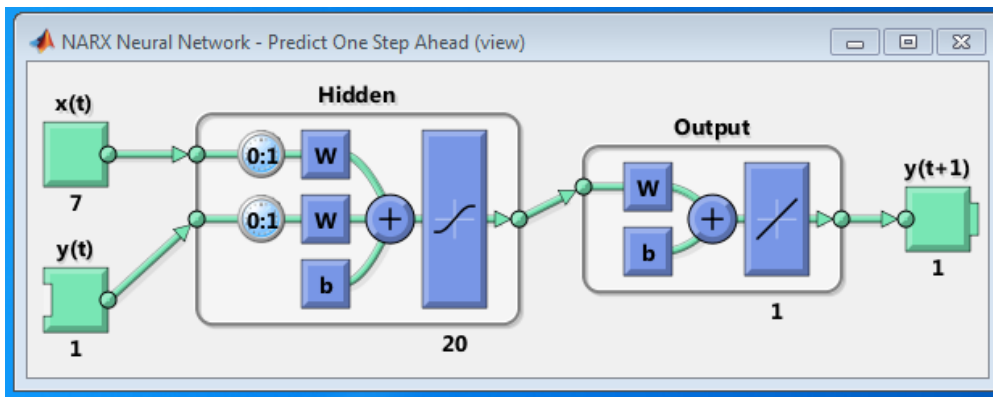 NARX Neural Network - Predict One Step Ahead (view)
Hidden
x(t)
Output
0:1
W
W
y(t+1)
7
+
+
0:1
W
y(t)
b
b
1
1
1
20